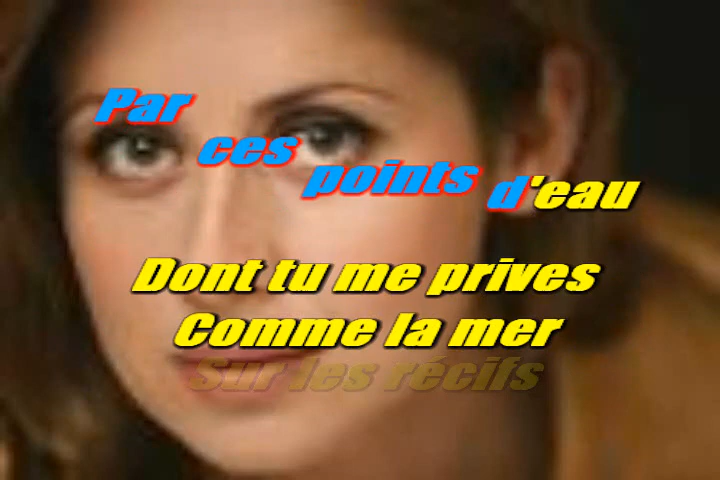 Par ces points d'eau
Dont tu me prives
Comme la mer
Sur les récifs